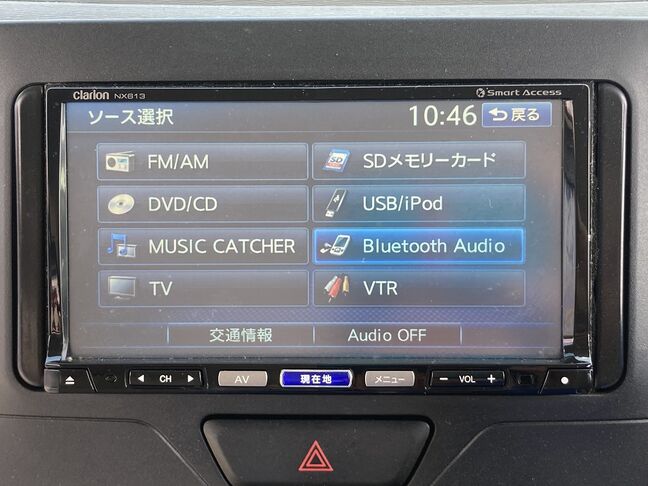 Clarion NX613
Smart Access
ソース選択
10:46
戻る
FM/AM
SDメモリーカード
SD
DVD/CD
USB/iPod
MUSIC CATCHER
Bluetooth Audio
TV
VTR
交通情報
Audio OFF
CH
AV
現在地
メニュー
− VOL +